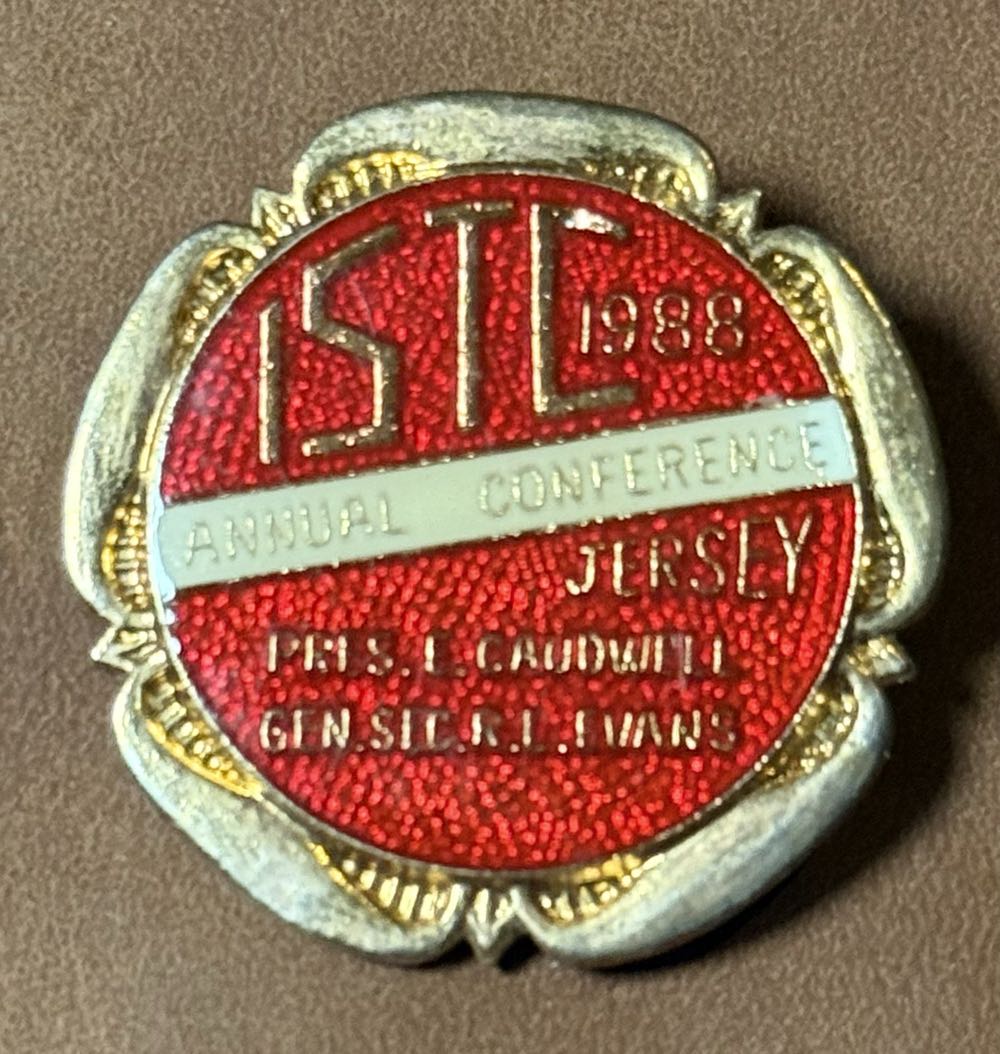 ISTC 1988
ANNUAL CONFERENCE
JERSEY
PRES. E. CAUDWELL
GEN. SEC. R. L. EVANS